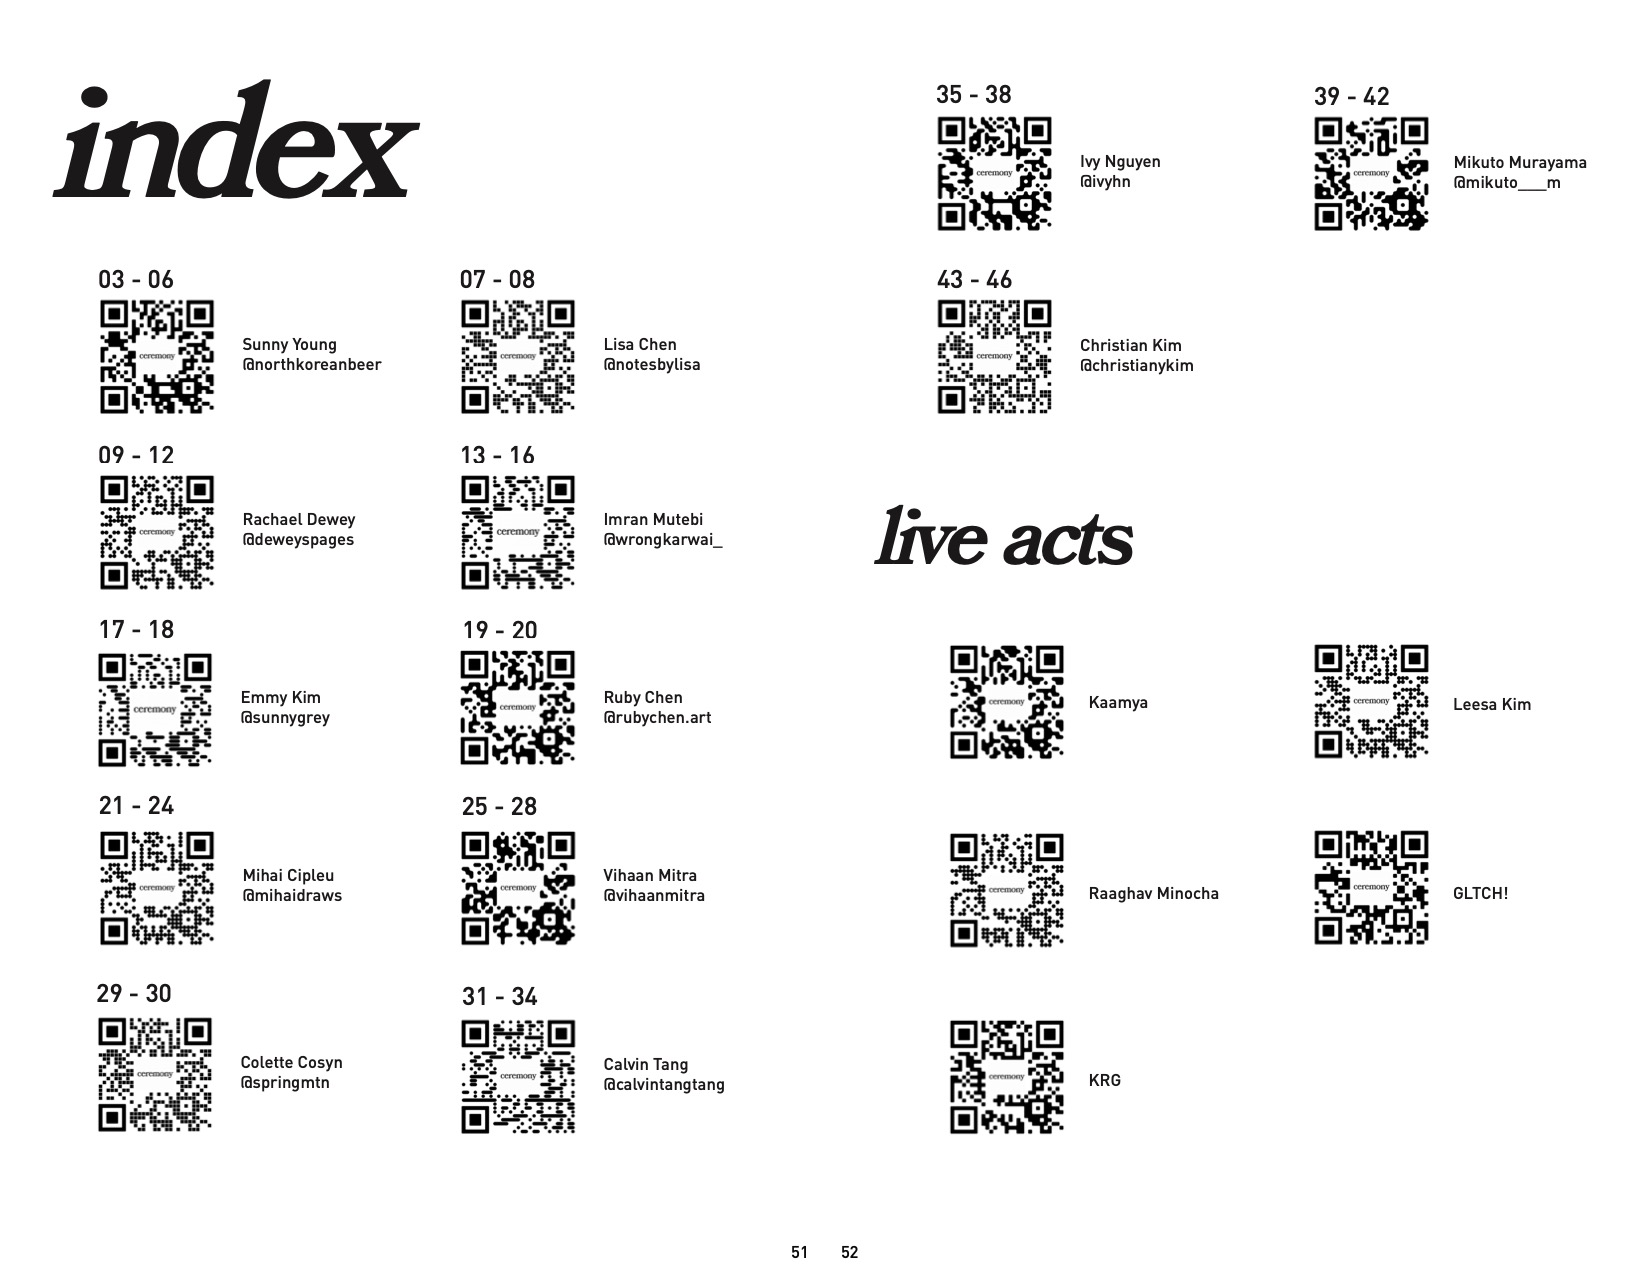 index
03 - 06
ceremony
Sunny Young
@northkoreanbeer
07 - 08
ceremony
Lisa Chen
@notesbylisa
09 - 12
ceremony
Rachael Dewey
@deweyspages
13 - 16
ceremony
Imran Mutebi
@wrongkarwai_
17 - 18
ceremony
Emmy Kim
@sunnygrey
19 - 20
ceremony
Ruby Chen
@rubychen.art
21 - 24
ceremony
Mihai Cipleu
@mihaidraws
25 - 28
ceremony
Vihaan Mitra
@vihaanmitra
29 - 30
ceremony
Colette Cosyn
@springmtn
31 - 34
ceremony
Calvin Tang
@calvintangtang
51
35 - 38
ceremony
Ivy Nguyen
@ivyhn
39 - 42
ceremony
Mikuto Murayama
@mikuto___m
43 - 46
ceremony
Christian Kim
@christianykim
live acts
ceremony
Kaamya
ceremony
Leesa Kim
ceremony
Raaghav Minocha
ceremony
GLTCH!
ceremony
KRG
52